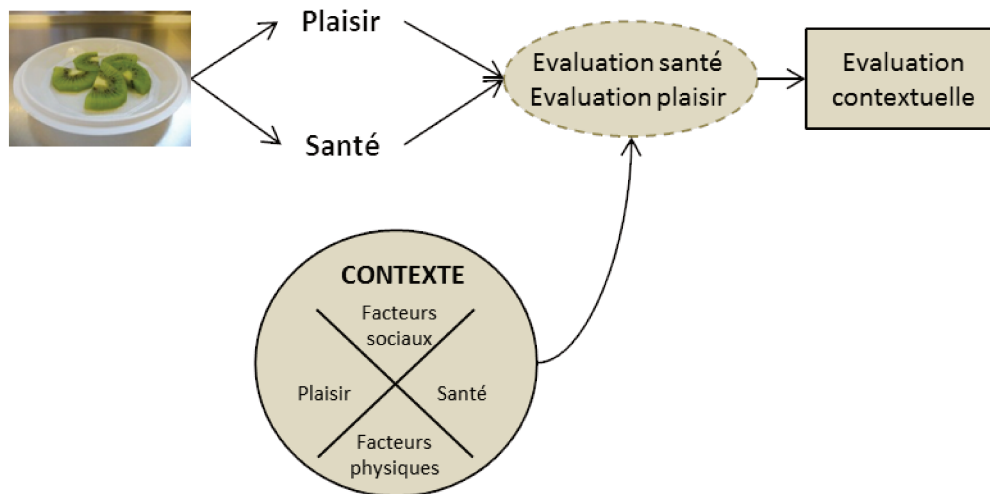 Plaisir
Santé
Evaluation santé
Evaluation plaisir
Evaluation
contextuelle
CONTEXTE
Facteurs
sociaux
Plaisir
Santé
Facteurs
physiques